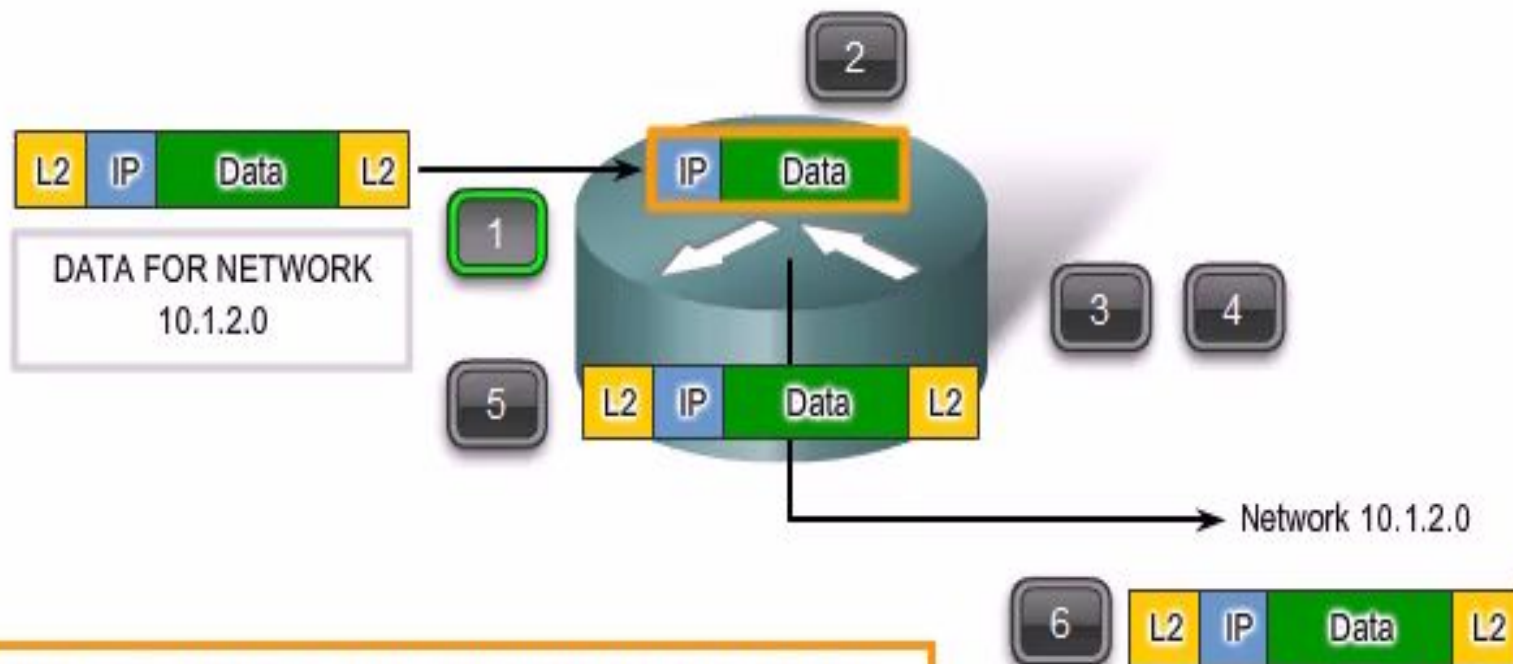 2
L2 IP Data L2
IP Data
1
DATA FOR NETWORK
10.1.2.0
3 4
5
L2 IP Data L2
Network 10.1.2.0
6
L2 IP Data L2